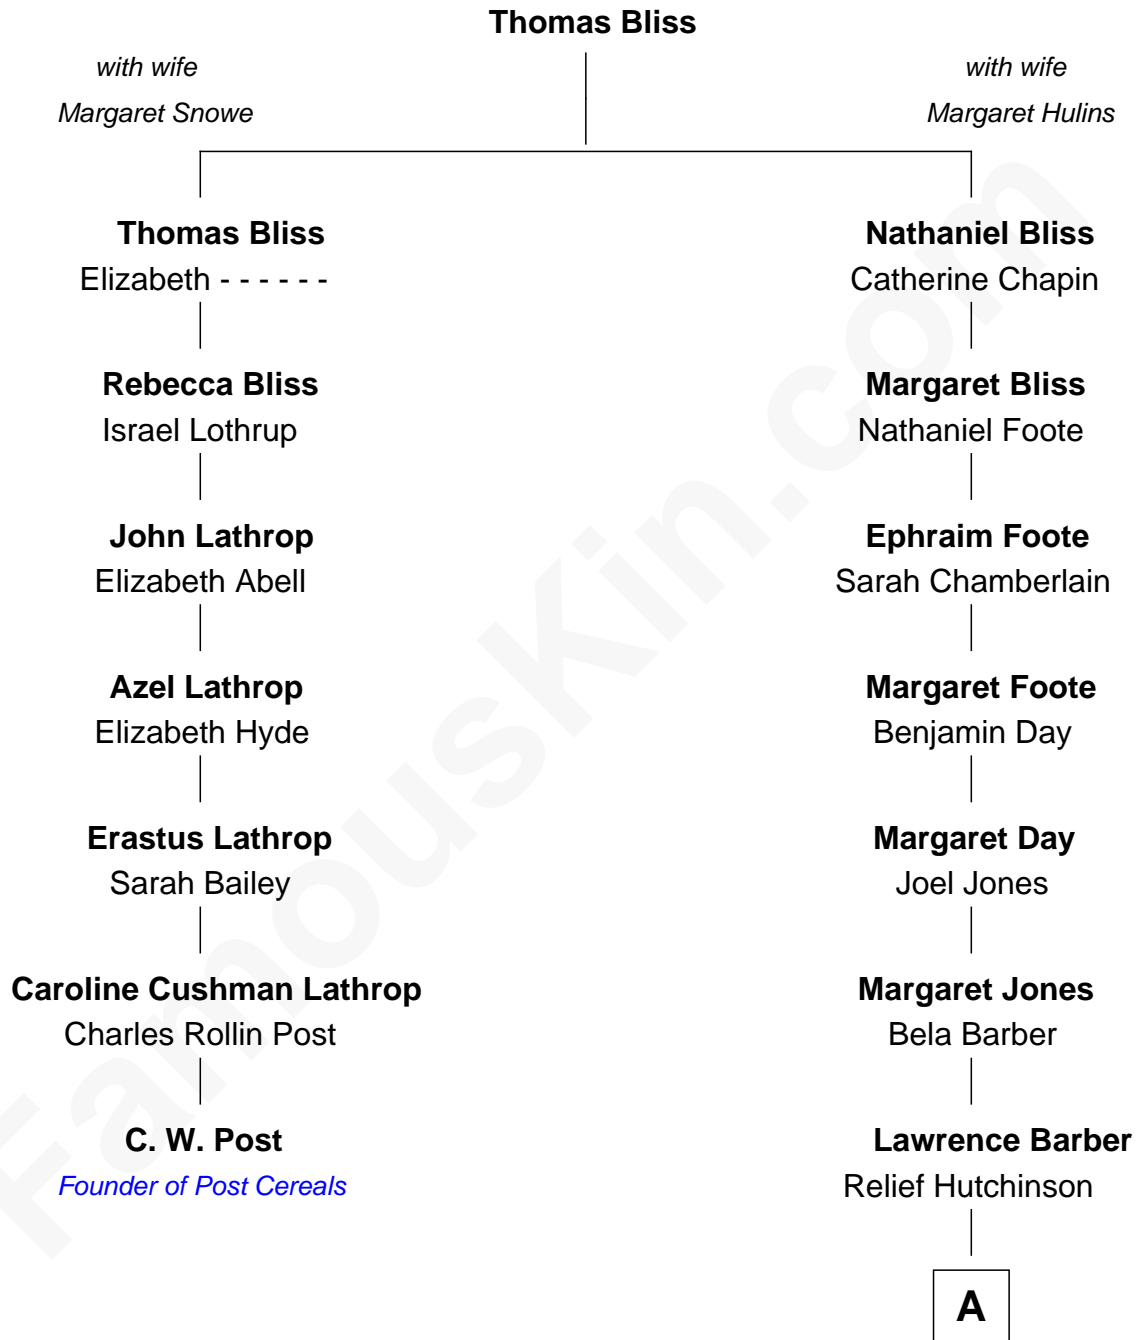 Thomas Bliss
with wife
Margaret Snowe
with wife
Margaret Hulins
Thomas Bliss
Elizabeth - - - - - -
Nathaniel Bliss
Catherine Chapin
Rebecca Bliss
Israel Lothrup
Margaret Bliss
Nathaniel Foote
John Lathrop
Elizabeth Abell
Ephraim Foote
Sarah Chamberlain
Azel Lathrop
Elizabeth Hyde
Margaret Foote
Benjamin Day
Erastus Lathrop
Sarah Bailey
Margaret Day
Joel Jones
Caroline Cushman Lathrop
Charles Rollin Post
Margaret Jones
Bela Barber
C. W. Post
Founder of Post Cereals
Lawrence Barber
Relief Hutchinson
A
FamousKin.com